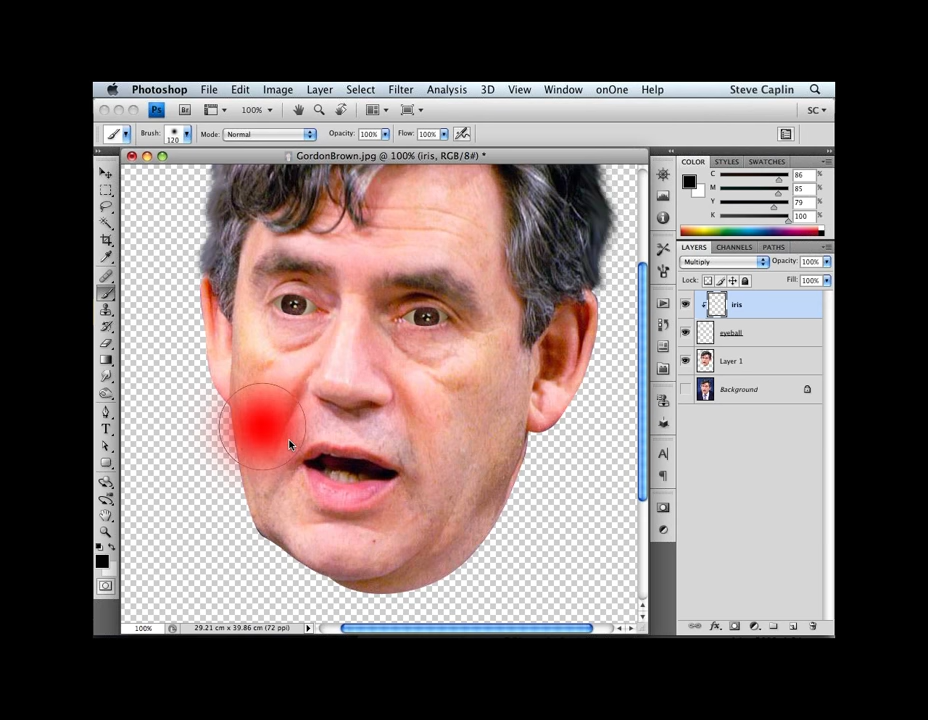 Photoshop File Edit Image Layer Select Filter Analysis 3D View Window onOne Help Steve Caplin
Ps Br 100% SC
Brush: 120 Mode: Normal Opacity: 100% Flow: 100%
GordonBrown.jpg @ 100% (iris, RGB/8#) *
COLOR STYLES SWATCHES
C 86 %
M 85 %
Y 79 %
K 100 %
LAYERS CHANNELS PATHS
Multiply Opacity: 100%
Lock: Fill: 100%
iris
eyeball
Layer 1
Background
T
A
fx
100% 29.21 cm x 39.86 cm (72 ppi)